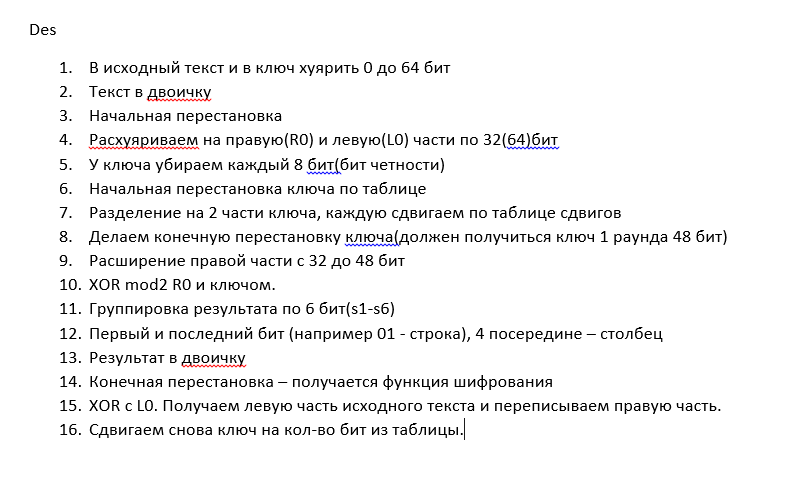 Des
1. В исходный текст и в ключ хуярить 0 до 64 бит
2. Текст в двоичку
3. Начальная перестановка
4. Расхуяриваем на правую(R0) и левую(L0) части по 32(64)бит
5. У ключа убираем каждый 8 бит(бит четности)
6. Начальная перестановка ключа по таблице
7. Разделение на 2 части ключа, каждую сдвигаем по таблице сдвигов
8. Делаем конечную перестановку ключа(должен получиться ключ 1 раунда 48 бит)
9. Расширение правой части с 32 до 48 бит
10. XOR mod2 R0 и ключом.
11. Группировка результата по 6 бит(s1-s6)
12. Первый и последний бит (например 01 - строка), 4 посередине – столбец
13. Результат в двоичку
14. Конечная перестановка – получается функция шифрования
15. XOR с L0. Получаем левую часть исходного текста и переписываем правую часть.
16. Сдвигаем снова ключ на кол-во бит из таблицы.